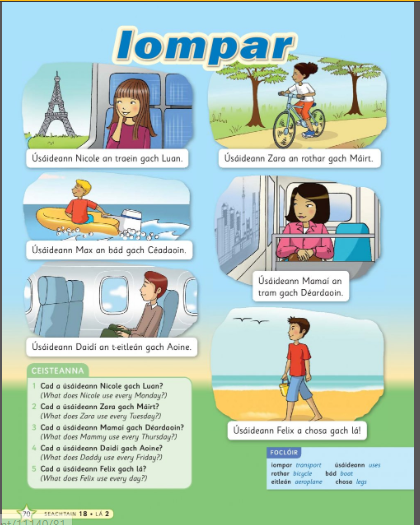 Iompar
Úsáideann Nicole an traein gach Luan.
Úsáideann Zara an rothar gach Máirt.
Úsáideann Max an bád gach Céadaoin.
Úsáideann Mamaí an
tram gach Déardaoin.
Úsáideann Daidí an t-eitleán gach Aoine.
Úsáideann Felix a chosa gach lá!
CEISTEANNA
1 Cad a úsáideann Nicole gach Luan?
(What does Nicole use every Monday?)
2 Cad a úsáideann Zara gach Máirt?
(What does Zara use every Tuesday?)
3 Cad a úsáideann Mamaí gach Déardaoin?
(What does Mammy use every Thursday?)
4 Cad a úsáideann Daidí gach Aoine?
(What does Daddy use every Friday?)
5 Cad a úsáideann Felix gach lá?
(What does Felix use every day?)
FOCLÓIR
iompar transport úsáideann uses
rothar bicycle bád boat
eitleán aeroplane chosa legs
70 SEACHTAIN 18 • LÁ 2